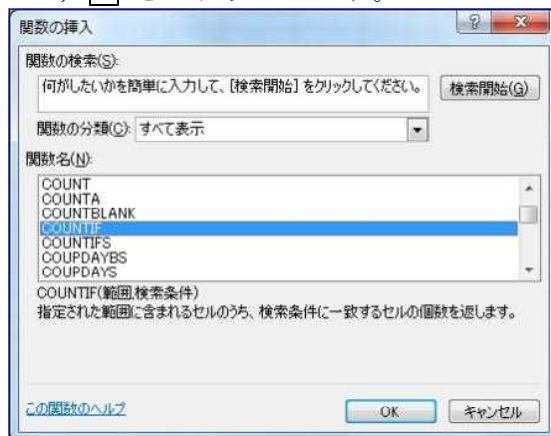 関数の挿入
関数の検索(S):
何がしたいかを簡単に入力して、[検索開始] をクリックしてください。
検索開始(G)
関数の分類(C): すべて表示
関数名(N):
COUNT
COUNTA
COUNTBLANK
COUNTIF
COUNTIFS
COUPDAYBS
COUPDAYS
COUNTIF(範囲,検索条件)
指定された範囲に含まれるセルのうち、検索条件に一致するセルの個数を返します。
この関数のヘルプ
OK
キャンセル